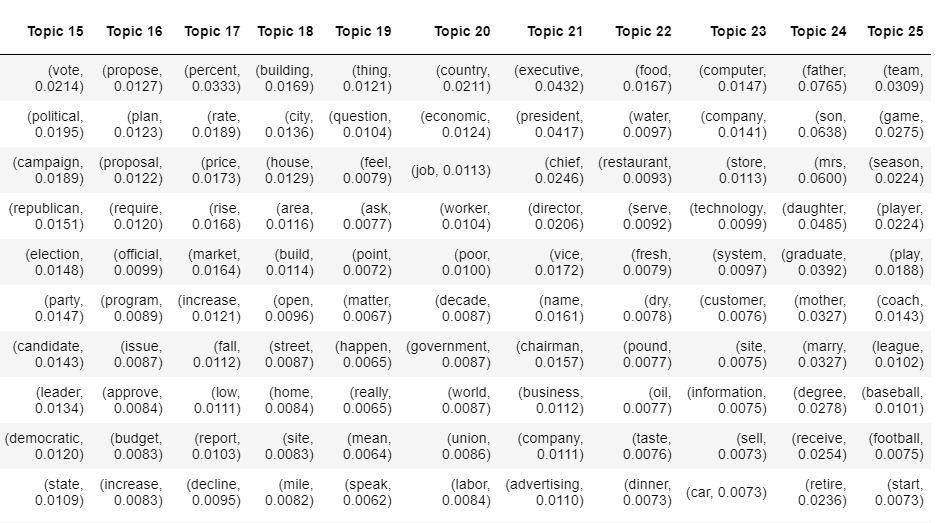 Topic 15 Topic 16 Topic 17 Topic 18 Topic 19 Topic 20 Topic 21 Topic 22 Topic 23 Topic 24 Topic 25
(vote, (propose, (percent, (building, (thing, (country, (executive, (food, (computer, (father, (team,
0.0214) 0.0127) 0.0333) 0.0169) 0.0121) 0.0211) 0.0432) 0.0167) 0.0147) 0.0765) 0.0309)
(political, (plan, (rate, (city, (question, (economic, (president, (water, (company, (son, (game,
0.0195) 0.0123) 0.0189) 0.0136) 0.0104) 0.0124) 0.0417) 0.0097) 0.0141) 0.0638) 0.0275)
(campaign, (proposal, (price, (house, (feel, (job, 0.0113) (chief, (restaurant, (store, (mrs, (season,
0.0189) 0.0122) 0.0173) 0.0129) 0.0079) 0.0246) 0.0093) 0.0113) 0.0600) 0.0224)
(republican, (require, (rise, (area, (ask, (worker, (director, (serve, (technology, (daughter, (player,
0.0151) 0.0120) 0.0168) 0.0116) 0.0077) 0.0104) 0.0206) 0.0092) 0.0099) 0.0485) 0.0224)
(election, (official, (market, (build, (point, (poor, (vice, (fresh, (system, (graduate, (play,
0.0148) 0.0099) 0.0164) 0.0114) 0.0072) 0.0100) 0.0172) 0.0079) 0.0097) 0.0392) 0.0188)
(party, (program, (increase, (open, (matter, (decade, (name, (dry, (customer, (mother, (coach,
0.0147) 0.0089) 0.0121) 0.0096) 0.0067) 0.0087) 0.0161) 0.0078) 0.0076) 0.0327) 0.0143)
(candidate, (issue, (fall, (street, (happen, (government, (chairman, (pound, (site, (marry, (league,
0.0143) 0.0087) 0.0112) 0.0087) 0.0065) 0.0087) 0.0157) 0.0077) 0.0075) 0.0327) 0.0102)
(leader, (approve, (low, (home, (really, (world, (business, (oil, (information, (degree, (baseball,
0.0134) 0.0084) 0.0111) 0.0084) 0.0065) 0.0087) 0.0112) 0.0077) 0.0075) 0.0278) 0.0101)
(democratic, (budget, (report, (site, (mean, (union, (company, (taste, (sell, (receive, (football,
0.0120) 0.0083) 0.0103) 0.0083) 0.0064) 0.0086) 0.0111) 0.0076) 0.0073) 0.0254) 0.0075)
(state, (increase, (decline, (mile, (speak, (labor, (advertising, (dinner, (car, 0.0073) (retire, (start,
0.0109) 0.0083) 0.0095) 0.0082) 0.0062) 0.0084) 0.0110) 0.0073) 0.0236) 0.0073)